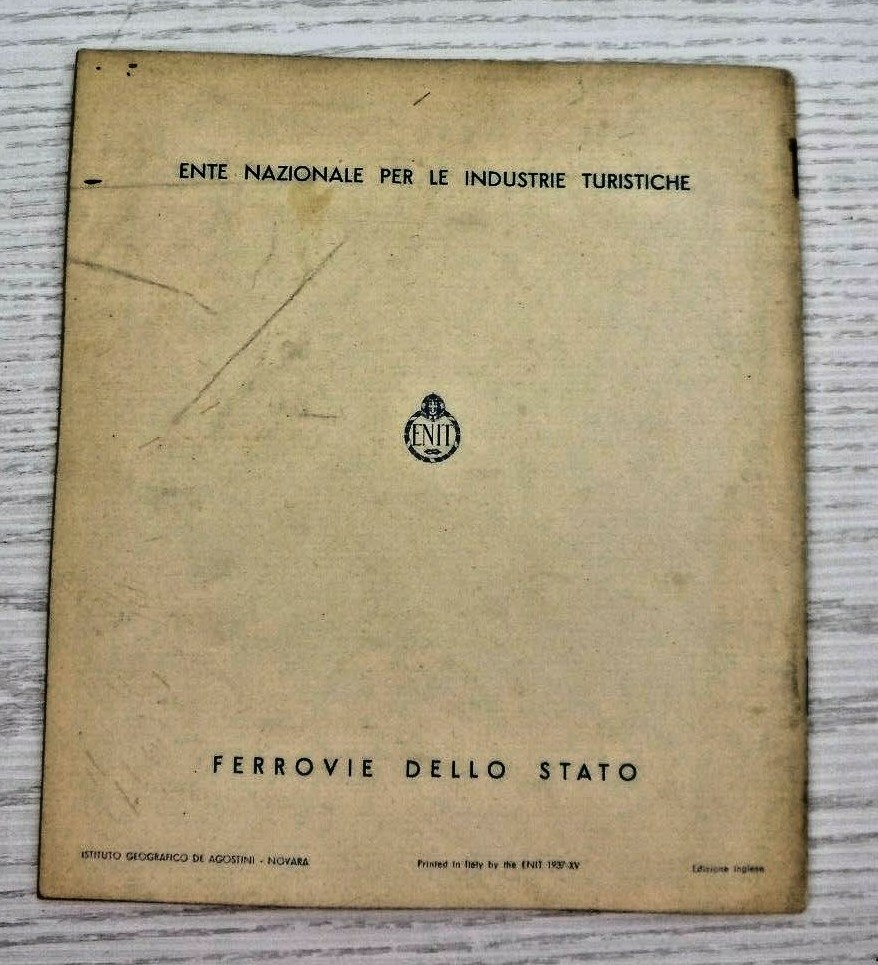 ENTE NAZIONALE PER LE INDUSTRIE TURISTICHE
ENIT
FERROVIE DELLO STATO
ISTITUTO GEOGRAFICO DE AGOSTINI - NOVARA
Printed in Italy by the ENIT 1937-XV
Edizione inglese